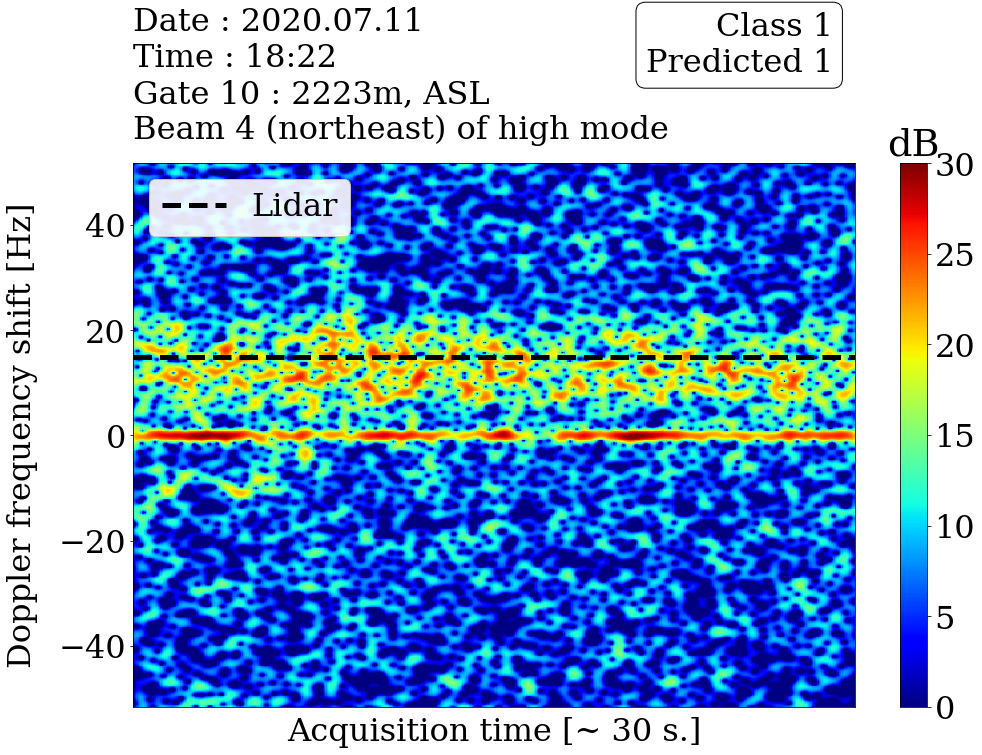 Date : 2020.07.11
Time : 18:22
Gate 10 : 2223m, ASL
Beam 4 (northeast) of high mode
Class 1
Predicted 1
dB
Lidar
Doppler frequency shift [Hz]
40
20
0
−20
−40
30
25
20
15
10
5
0
Acquisition time [~ 30 s.]